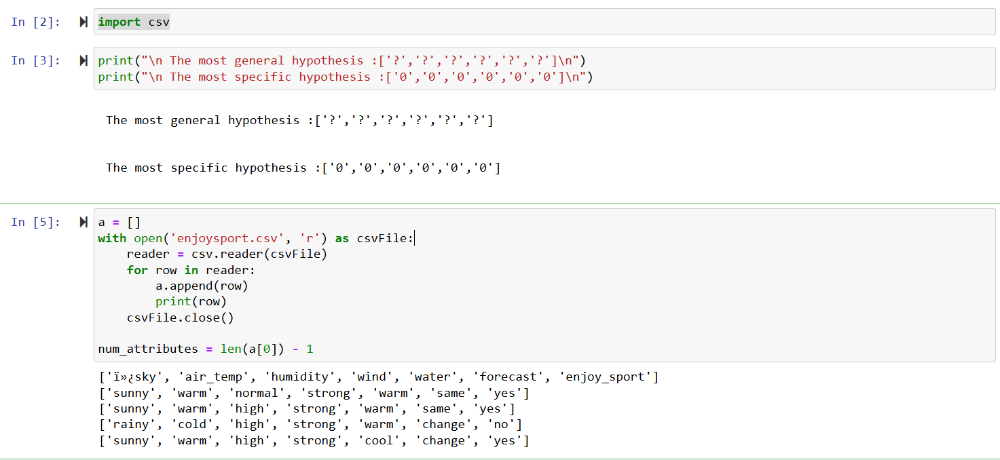 In [2]: import csv
In [3]: print("\n The most general hypothesis :['?','?','?','?','?','?']\n")
print("\n The most specific hypothesis :['0','0','0','0','0','0']\n")
The most general hypothesis :['?','?','?','?','?','?']
The most specific hypothesis :['0','0','0','0','0','0']
In [5]: a = []
with open('enjoysport.csv', 'r') as csvFile:
    reader = csv.reader(csvFile)
    for row in reader:
        a.append(row)
        print(row)
    csvFile.close()
num_attributes = len(a[0]) - 1
['ï»¿sky', 'air_temp', 'humidity', 'wind', 'water', 'forecast', 'enjoy_sport']
['sunny', 'warm', 'normal', 'strong', 'warm', 'same', 'yes']
['sunny', 'warm', 'high', 'strong', 'warm', 'same', 'yes']
['rainy', 'cold', 'high', 'strong', 'warm', 'change', 'no']
['sunny', 'warm', 'high', 'strong', 'cool', 'change', 'yes']